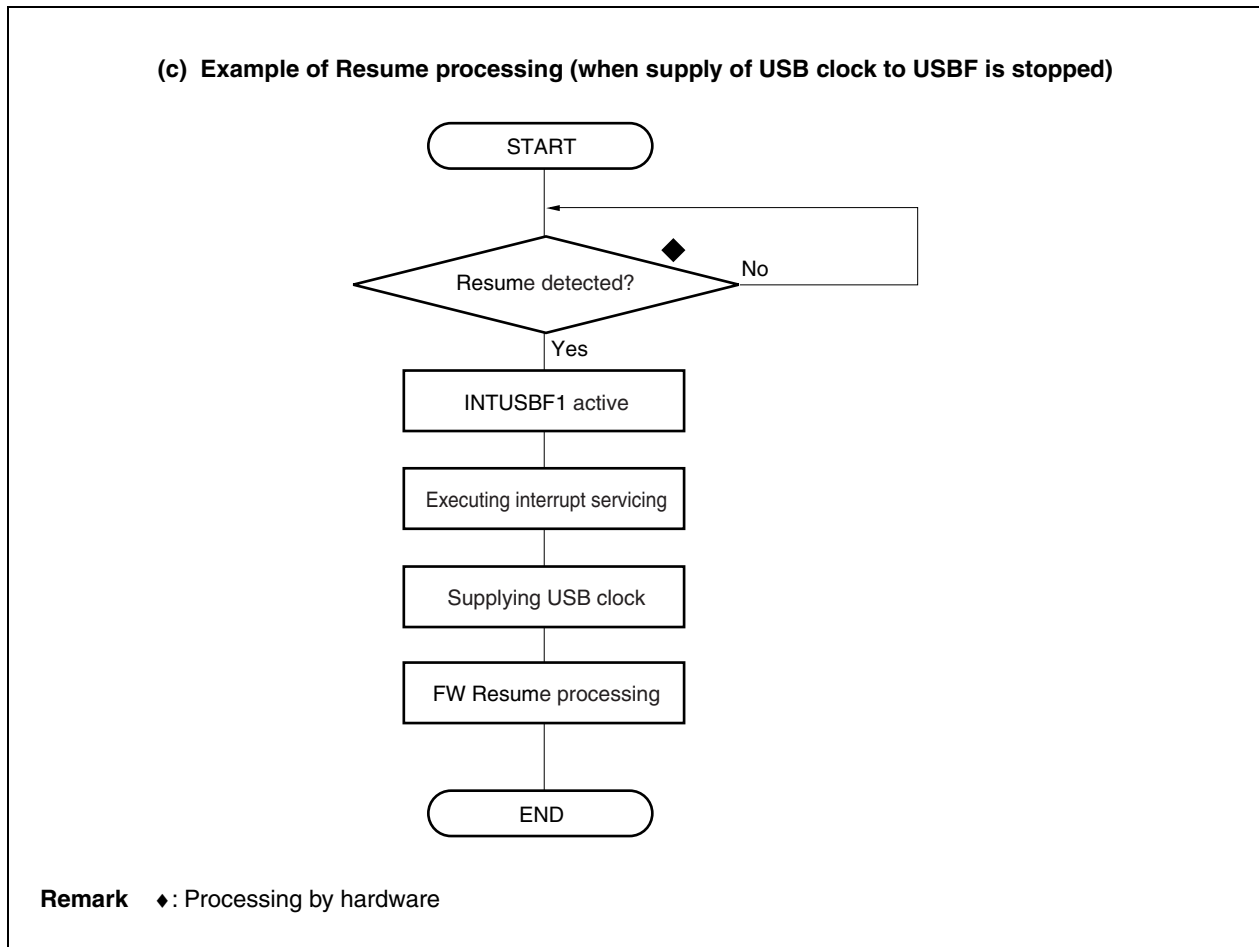 (c) Example of Resume processing (when supply of USB clock to USBF is stopped)
START
Resume detected?
No
Yes
INTUSBF1 active
Executing interrupt servicing
Supplying USB clock
FW Resume processing
END
Remark ♦: Processing by hardware